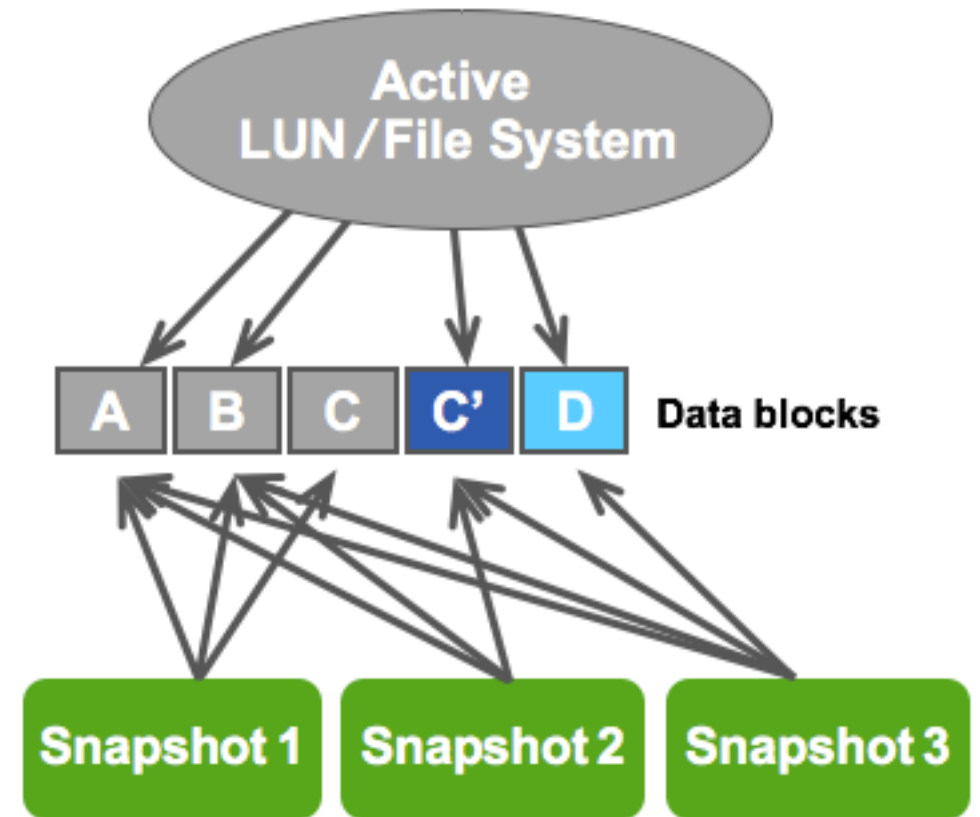 Active
LUN/File System
A
B
C
C’
D
Data blocks
Snapshot 1
Snapshot 2
Snapshot 3